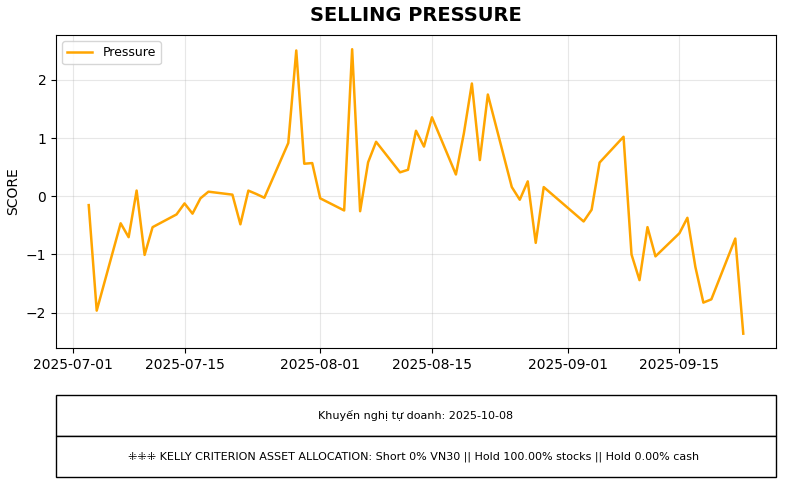 SELLING PRESSURE
Pressure
SCORE
2
1
0
−1
−2
2025-07-01 2025-07-15 2025-08-01 2025-08-15 2025-09-01 2025-09-15
Khuyến nghị tự doanh: 2025-10-08
⁜⁜⁜ KELLY CRITERION ASSET ALLOCATION: Short 0% VN30 || Hold 100.00% stocks || Hold 0.00% cash